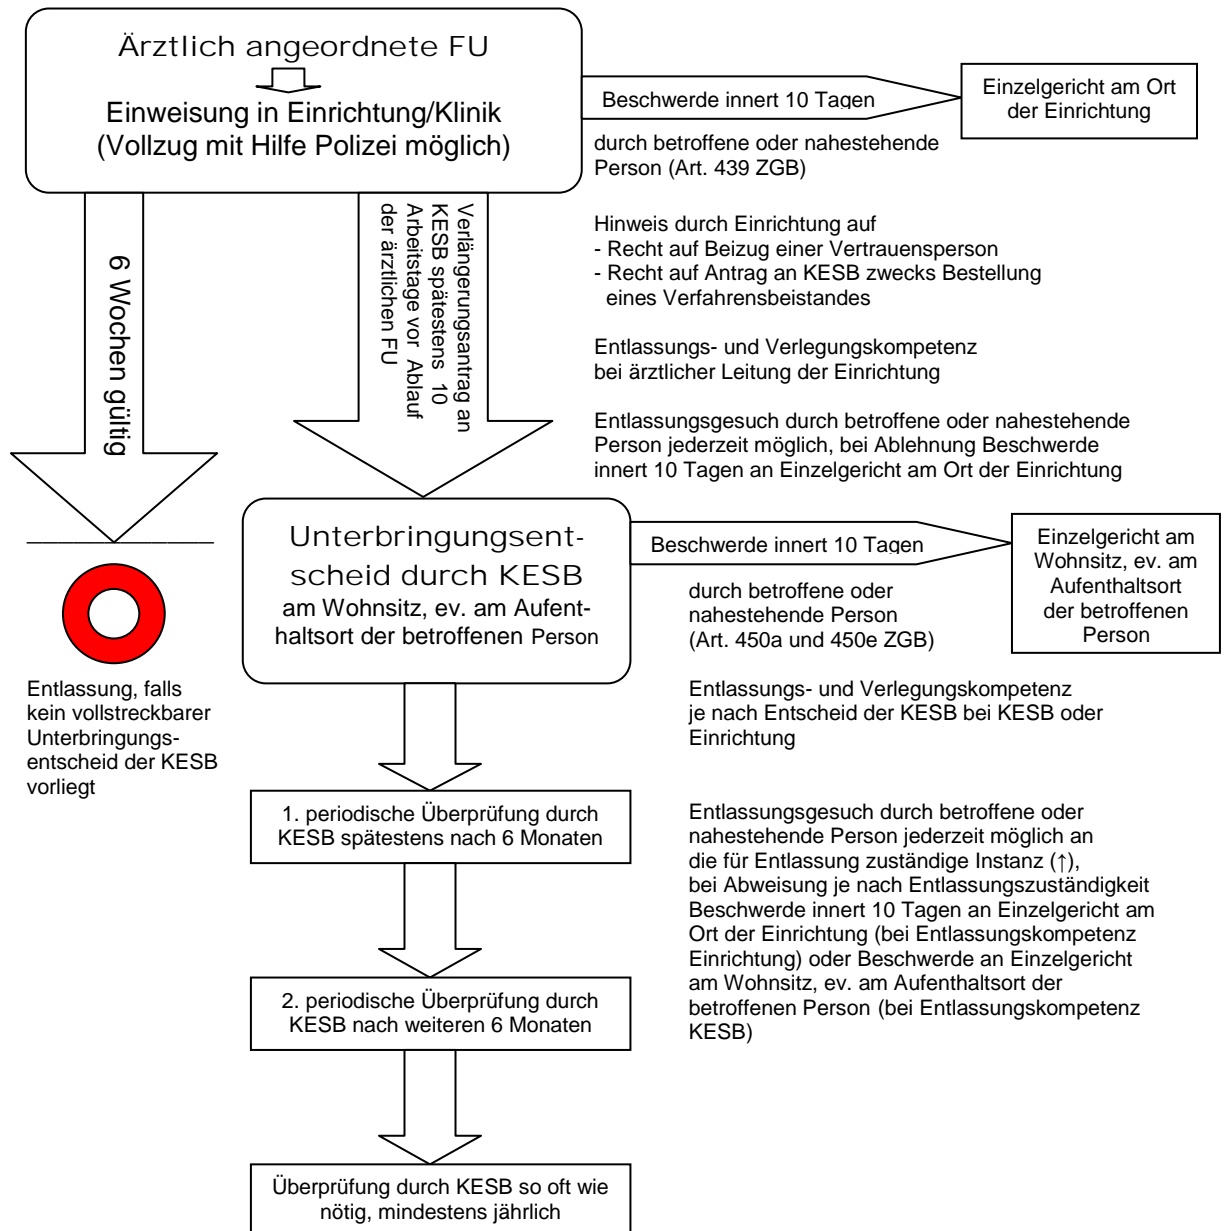 Ärztlich angeordnete FU
Einweisung in Einrichtung/Klinik
(Vollzug mit Hilfe Polizei möglich)
Beschwerde innert 10 Tagen
Einzelgericht am Ort
der Einrichtung
durch betroffene oder nahestehende
Person (Art. 439 ZGB)
6 Wochen gültig
Verlängerungsantrag an
KESB spätestens 10
Arbeitstage vor Ablauf
der ärztlichen FU
Hinweis durch Einrichtung auf
- Recht auf Beizug einer Vertrauensperson
- Recht auf Antrag an KESB zwecks Bestellung
eines Verfahrensbeistandes
Entlassungs- und Verlegungskompetenz
bei ärztlicher Leitung der Einrichtung
Entlassungsgesuch durch betroffene oder nahestehende
Person jederzeit möglich, bei Ablehnung Beschwerde
innert 10 Tagen an Einzelgericht am Ort der Einrichtung
Unterbringungsent-
scheid durch KESB
am Wohnsitz, ev. am Aufent-
haltsort der betroffenen Person
Beschwerde innert 10 Tagen
Einzelgericht am
Wohnsitz, ev. am
Aufenthaltsort
der betroffenen
Person
durch betroffene oder
nahestehende Person
(Art. 450a und 450e ZGB)
Entlassung, falls
kein vollstreckbarer
Unterbringungs-
entscheid der KESB
vorliegt
Entlassungs- und Verlegungskompetenz
je nach Entscheid der KESB bei KESB oder
Einrichtung
1. periodische Überprüfung durch
KESB spätestens nach 6 Monaten
Entlassungsgesuch durch betroffene oder
nahestehende Person jederzeit möglich an
die für Entlassung zuständige Instanz (↑),
bei Abweisung je nach Entlassungszuständigkeit
Beschwerde innert 10 Tagen an Einzelgericht am
Ort der Einrichtung (bei Entlassungskompetenz
Einrichtung) oder Beschwerde an Einzelgericht
am Wohnsitz, ev. am Aufenthaltsort der
betroffenen Person (bei Entlassungskompetenz
KESB)
2. periodische Überprüfung durch
KESB nach weiteren 6 Monaten
Überprüfung durch KESB so oft wie
nötig, mindestens jährlich